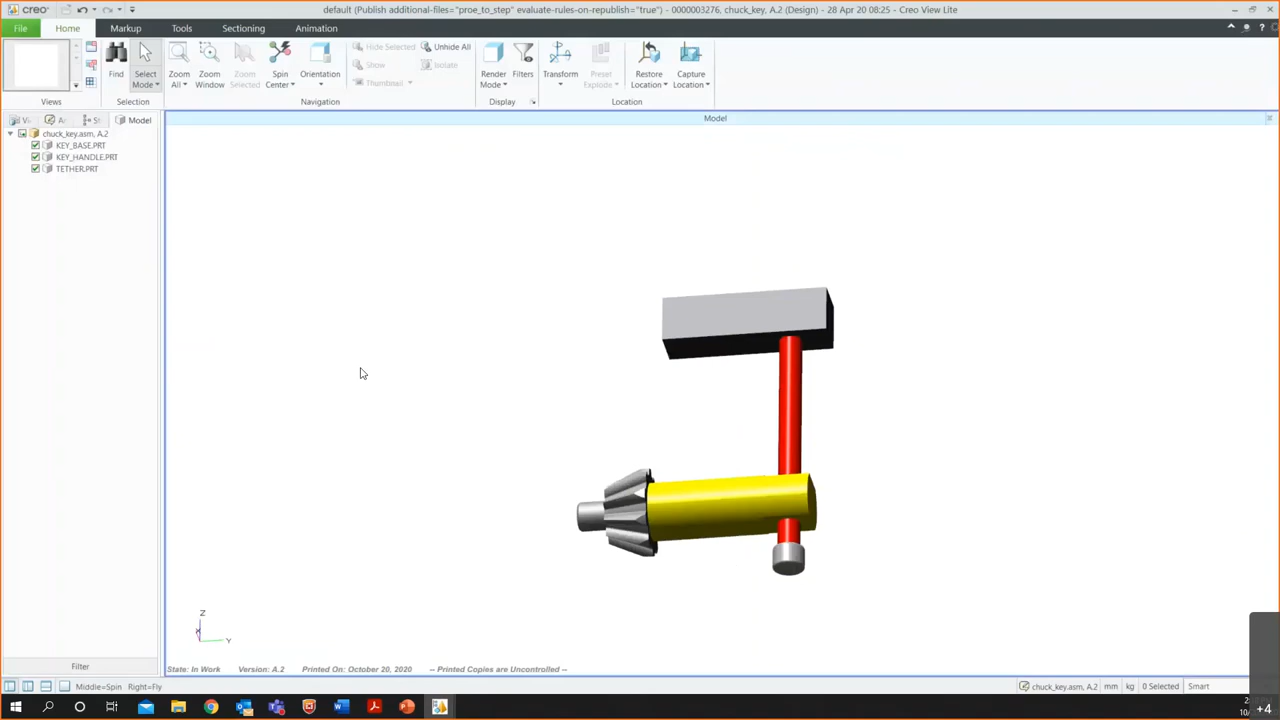 creo
default (Publish additional-files="proe_to_step" evaluate-rules-on-republish="true") - 0000003276, chuck_key, A.2 (Design) - 28 Apr 20 08:25 - Creo View Lite
File Home Markup Tools Sectioning Animation
Find
Select Mode
Zoom All
Zoom Window
Zoom Selected
Spin Center
Orientation
Hide Selected
Unhide All
Show
Isolate
Thumbnail
Render Mode
Filters
Transform
Preset Explode
Restore Location
Capture Location
Views Selection Navigation Display Location
Model
Model
chuck_key.asm, A.2
KEY_BASE.PRT
KEY_HANDLE.PRT
TETHER.PRT
Z
X
Y
State: In Work Version: A.2 Printed On: October 20, 2020 -- Printed Copies are Uncontrolled --
Filter
Middle=Spin Right=Fly
chuck_key.asm, A.2 mm kg 0 Selected Smart
+4